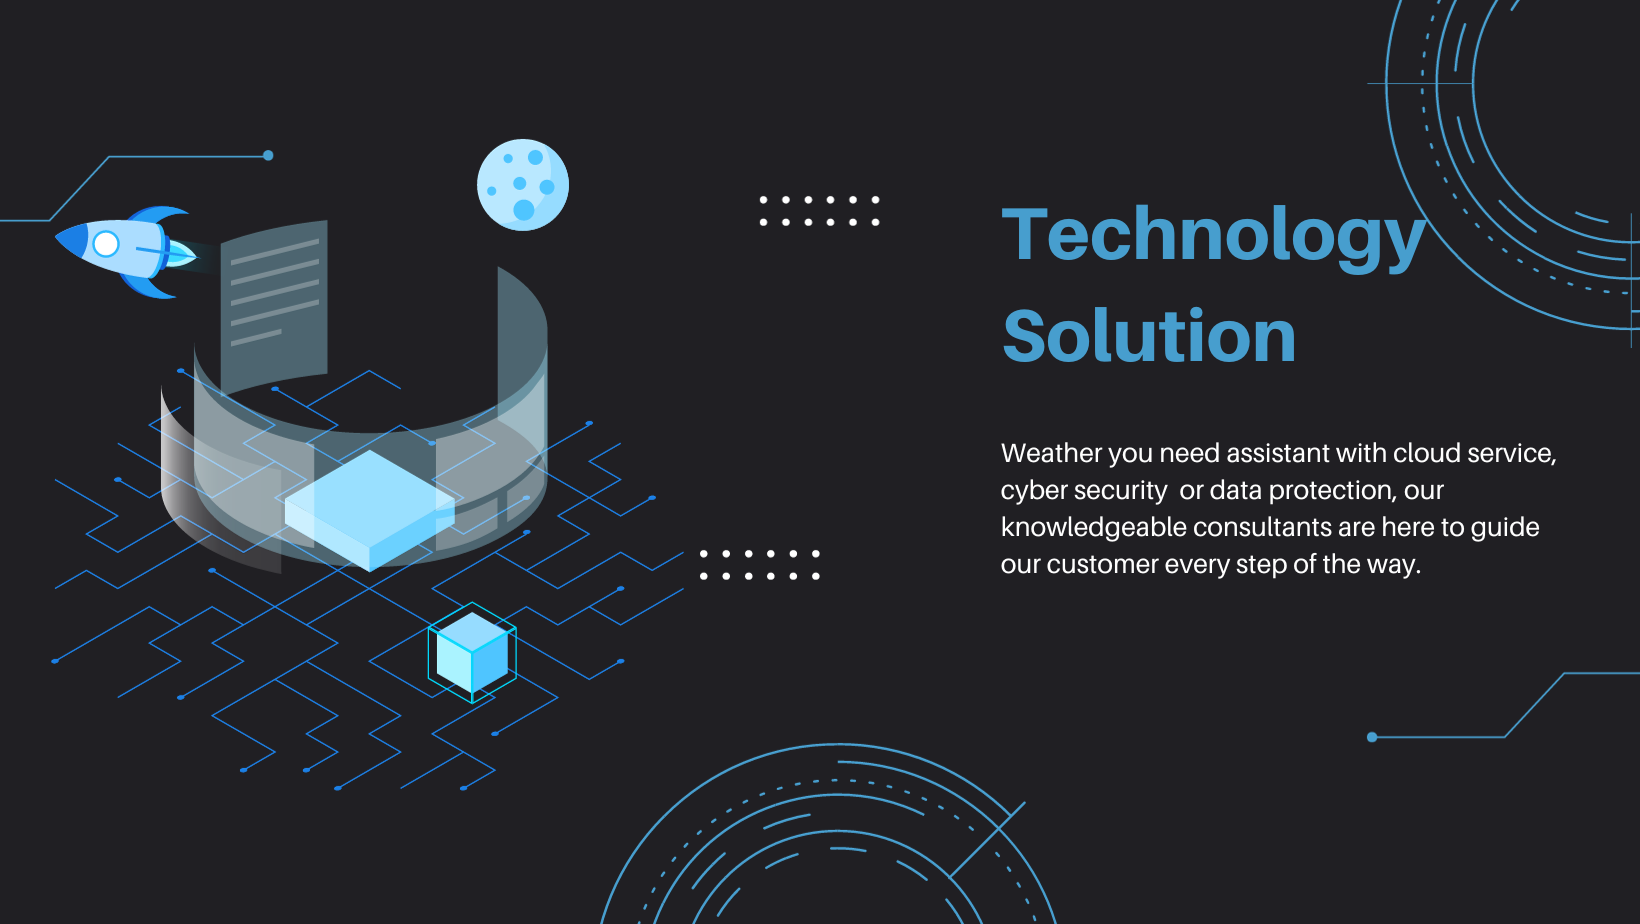 Technology
Solution
Weather you need assistant with cloud service,
cyber security  or data protection, our
knowledgeable consultants are here to guide
our customer every step of the way.